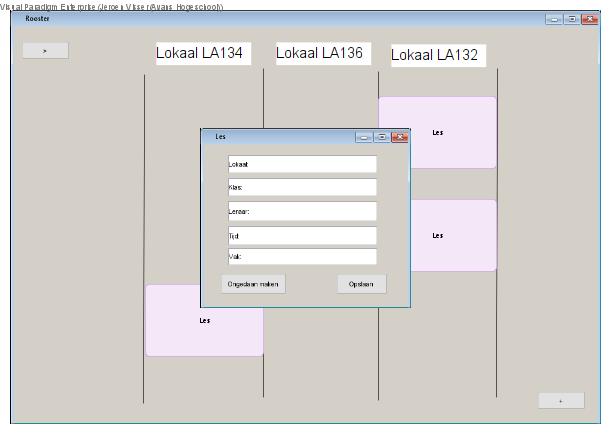 Visual Paradigm Enterprise (Jeroen Visser(Avans Hogeschool))
Rooster
>
Lokaal LA134 Lokaal LA136 Lokaal LA132
Les
Les
Lokaal:
Klas:
Leraar:
Tijd:
Vak:
Ongedaan maken Opslaan
Les
Les
+